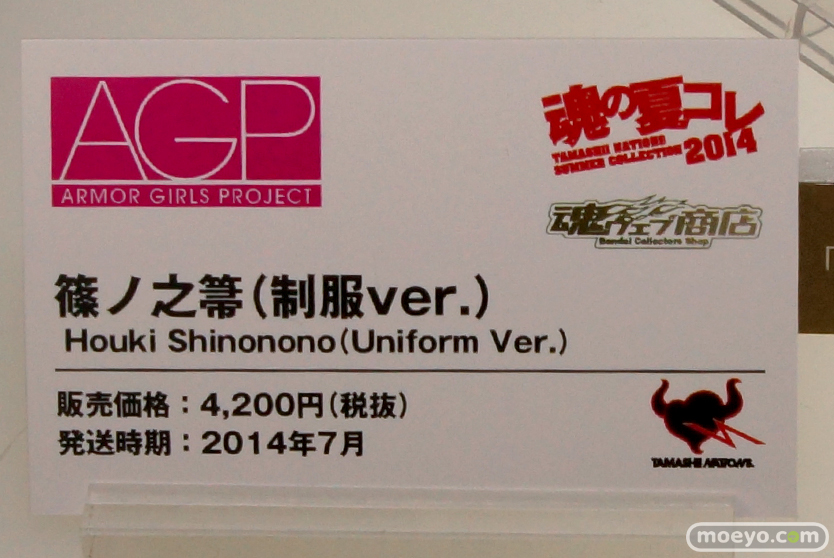 AGP
ARMOR GIRLS PROJECT
魂の夏コレ
TAMASHII NATIONS
SUMMER COLLECTION 2014
魂ウェブ商店
Bandai Collectors Shop
篠ノ之箒(制服ver.)
Houki Shinonono(Uniform Ver.)
販売価格：4,200円(税抜)
発送時期：2014年7月
TAMASHII NATIONS
moeyo.com